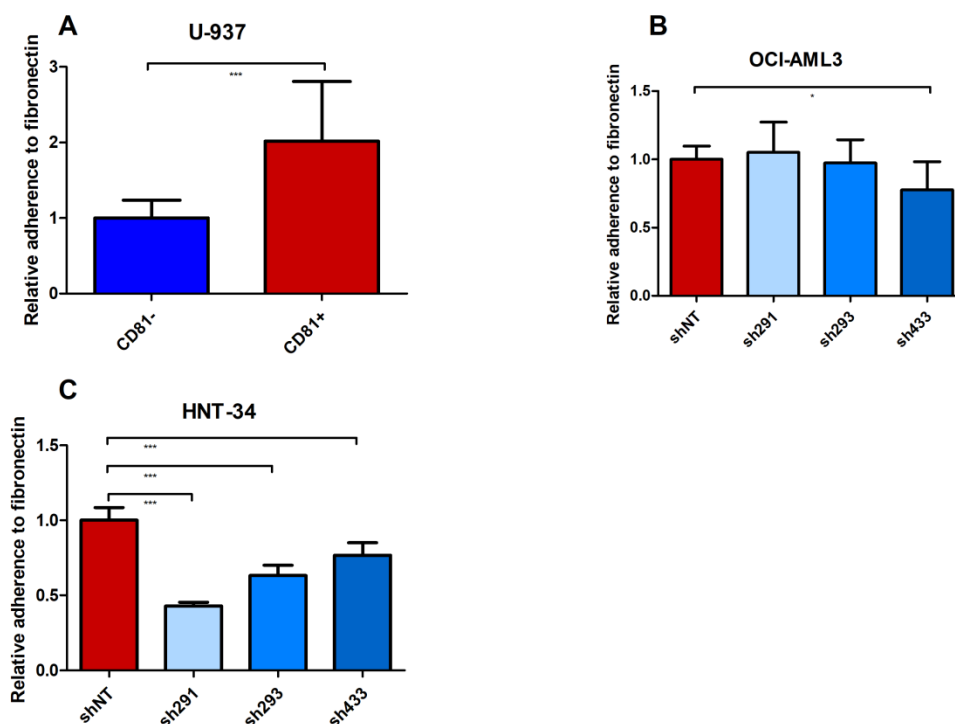 A
U-937
Relative adherence to fibronectin
3
2
1
0
***
CD81-
CD81+
B
OCI-AML3
Relative adherence to fibronectin
1.5
1.0
0.5
0.0
*
shNT
sh291
sh293
sh433
C
HNT-34
Relative adherence to fibronectin
1.5
1.0
0.5
0.0
***
***
***
shNT
sh291
sh293
sh433